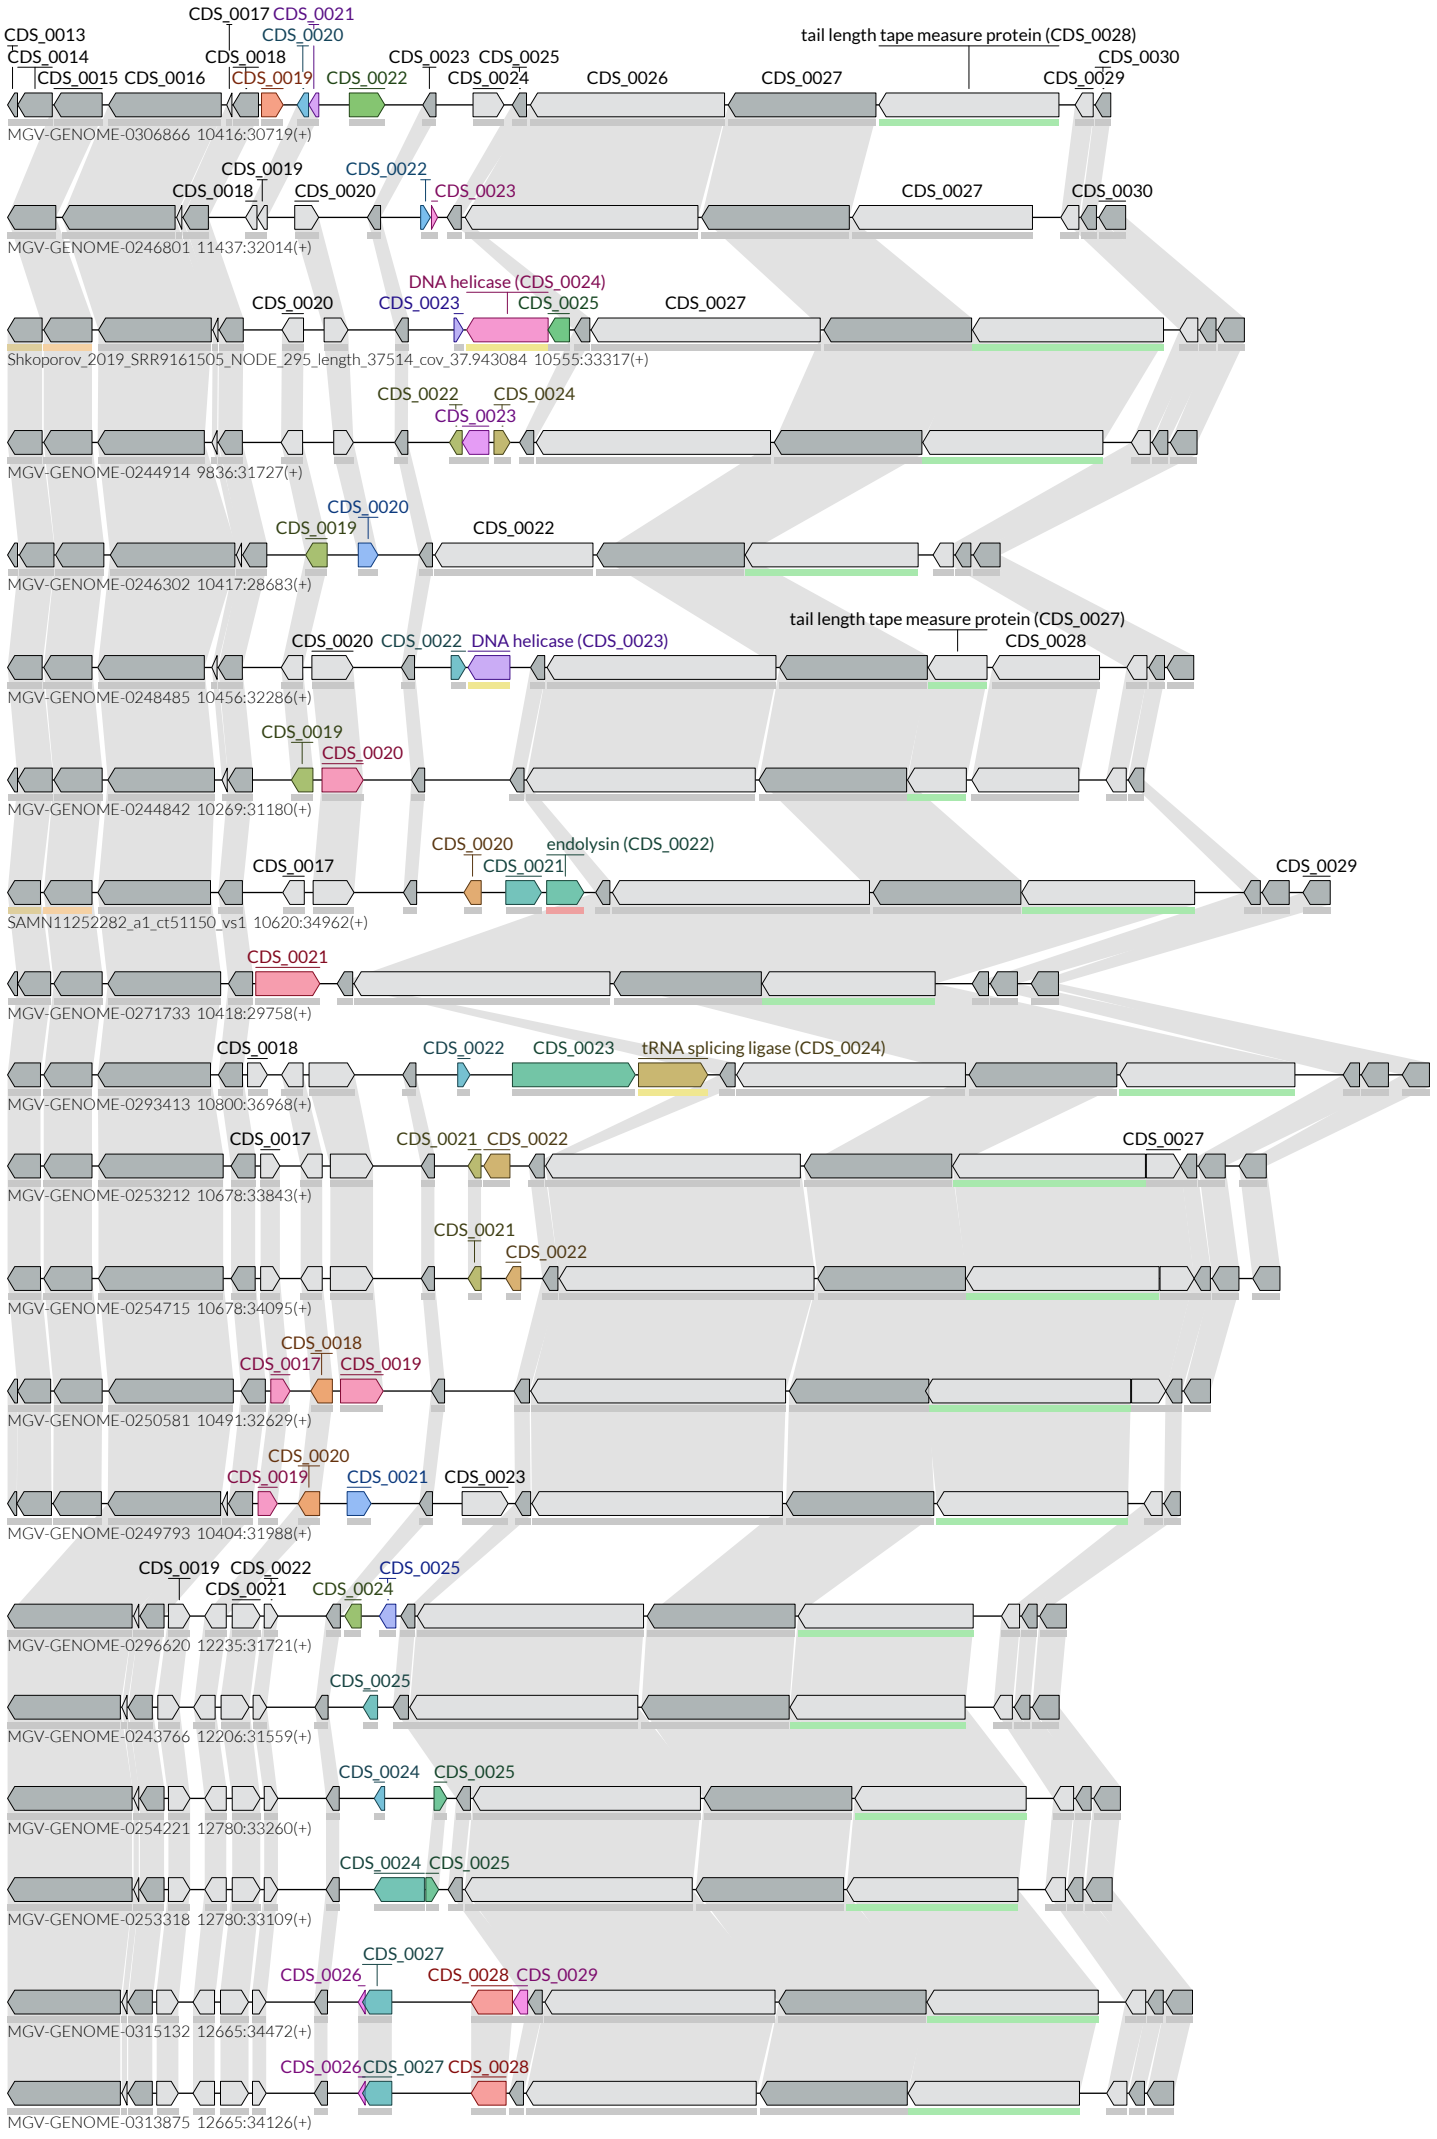 CDS_0017 CDS_0021
CDS_0013 CDS_0020 tail length tape measure protein (CDS_0028)
CDS_0014 CDS_0018 CDS_0023 CDS_0025 CDS_0030
CDS_0015 CDS_0016 CDS_0019 CDS_0022 CDS_0024 CDS_0026 CDS_0027 CDS_0029
MGV-GENOME-0306866 10416:30719(+)
CDS_0019 CDS_0022
CDS_0018 CDS_0020 CDS_0023 CDS_0027 CDS_0030
MGV-GENOME-0246801 11437:32014(+)
DNA helicase (CDS_0024)
CDS_0020 CDS_0023 CDS_0025 CDS_0027
Shkoporov_2019_SRR9161505_NODE_295_length_37514_cov_37.943084 10555:33317(+)
CDS_0022 CDS_0024
CDS_0023
MGV-GENOME-0244914 9836:31727(+)
CDS_0020
CDS_0019 CDS_0022
MGV-GENOME-0246302 10417:28683(+)
tail length tape measure protein (CDS_0027)
CDS_0020 CDS_0022 DNA helicase (CDS_0023) CDS_0028
MGV-GENOME-0248485 10456:32286(+)
CDS_0019
CDS_0020
MGV-GENOME-0244842 10269:31180(+)
CDS_0020 endolysin (CDS_0022)
CDS_0017 CDS_0021 CDS_0029
SAMN11252282_a1_ct51150_vs1 10620:34962(+)
CDS_0021
MGV-GENOME-0271733 10418:29758(+)
CDS_0018 CDS_0022 CDS_0023 tRNA splicing ligase (CDS_0024)
MGV-GENOME-0293413 10800:36968(+)
CDS_0017 CDS_0021 CDS_0022 CDS_0027
MGV-GENOME-0253212 10678:33843(+)
CDS_0021
CDS_0022
MGV-GENOME-0254715 10678:34095(+)
CDS_0018
CDS_0017 CDS_0019
MGV-GENOME-0250581 10491:32629(+)
CDS_0020
CDS_0019 CDS_0021 CDS_0023
MGV-GENOME-0249793 10404:31988(+)
CDS_0019 CDS_0022 CDS_0025
CDS_0021 CDS_0024
MGV-GENOME-0296620 12235:31721(+)
CDS_0025
MGV-GENOME-0243766 12206:31559(+)
CDS_0024 CDS_0025
MGV-GENOME-0254221 12780:33260(+)
CDS_0024 CDS_0025
MGV-GENOME-0253318 12780:33109(+)
CDS_0027
CDS_0026 CDS_0028 CDS_0029
MGV-GENOME-0315132 12665:34472(+)
CDS_0026 CDS_0027 CDS_0028
MGV-GENOME-0313875 12665:34126(+)